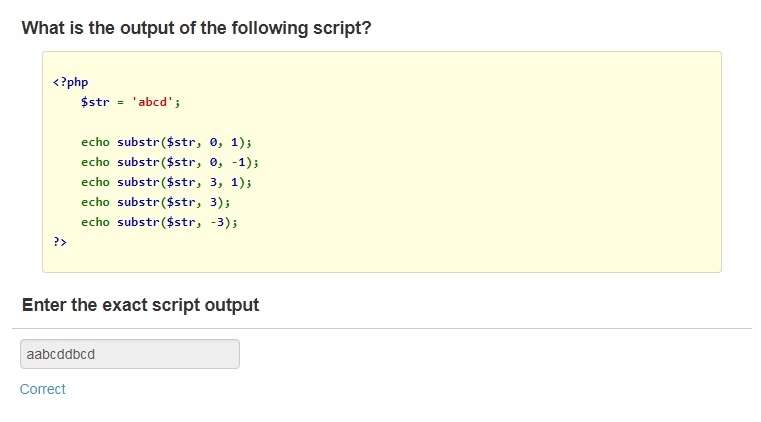 What is the output of the following script?
<?php
$str = 'abcd';
echo substr($str, 0, 1);
echo substr($str, 0, -1);
echo substr($str, 3, 1);
echo substr($str, 3);
echo substr($str, -3);
?>
Enter the exact script output
aabcddbcd
Correct